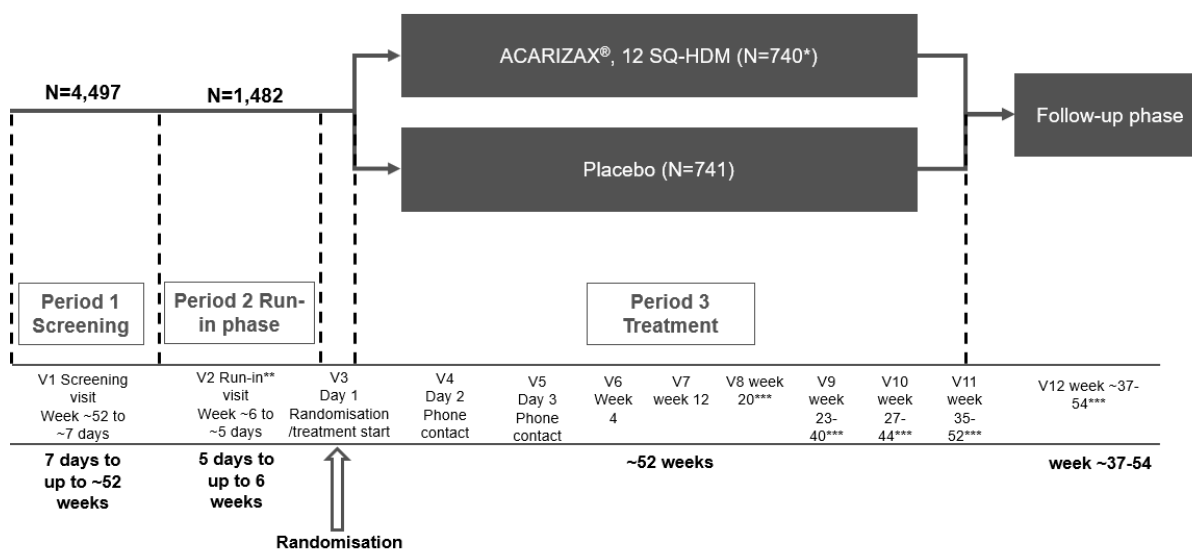 ACARIZAX®, 12 SQ-HDM (N=740*)
N=4,497
N=1,482
Follow-up phase
Placebo (N=741)
Period 1
Screening
Period 2 Run-
in phase
Period 3
Treatment
V1 Screening
visit
Week ~52 to
~7 days
V2 Run-in**
visit
Week ~6 to
~5 days
V3
Day 1
Randomisation
/treatment start
V4
Day 2
Phone
contact
V5
Day 3
Phone
contact
V6
Week
4
V7
week 12
V8 week
20***
V9
week
23-
40***
V10
week
27-
44***
V11
week
35-
52***
V12 week ~37-
54***
7 days to
up to ~52
weeks
5 days to
up to 6
weeks
~52 weeks
week ~37-54
Randomisation